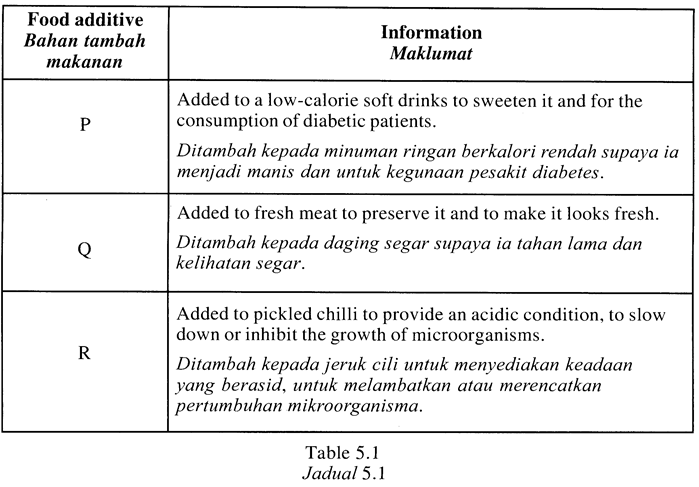 Food additive
Bahan tambah
makanan
Information
Maklumat
P
Added to a low-calorie soft drinks to sweeten it and for the
consumption of diabetic patients.
Ditambah kepada minuman ringan berkalori rendah supaya ia
menjadi manis dan untuk kegunaan pesakit diabetes.
Q
Added to fresh meat to preserve it and to make it looks fresh.
Ditambah kepada daging segar supaya ia tahan lama dan
kelihatan segar.
R
Added to pickled chilli to provide an acidic condition, to slow
down or inhibit the growth of microorganisms.
Ditambah kepada jeruk cili untuk menyediakan keadaan
yang berasid, untuk melambatkan atau merencatkan
pertumbuhan mikroorganisma.
Table 5.1
Jadual 5.1